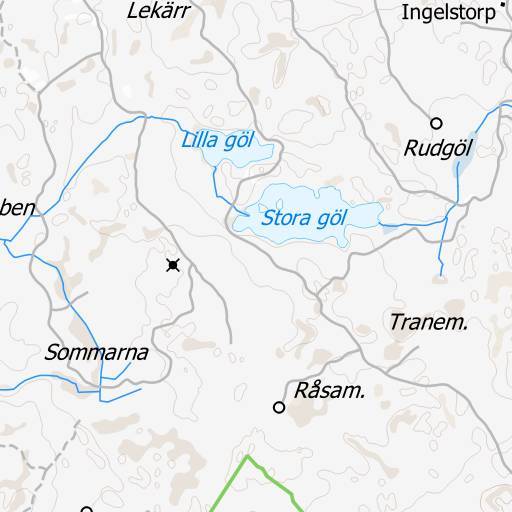 Lekärr
Ingelstorp
Lilla göl
Rudgöl
ben
Stora göl
Tranem.
Sommarna
Råsam.